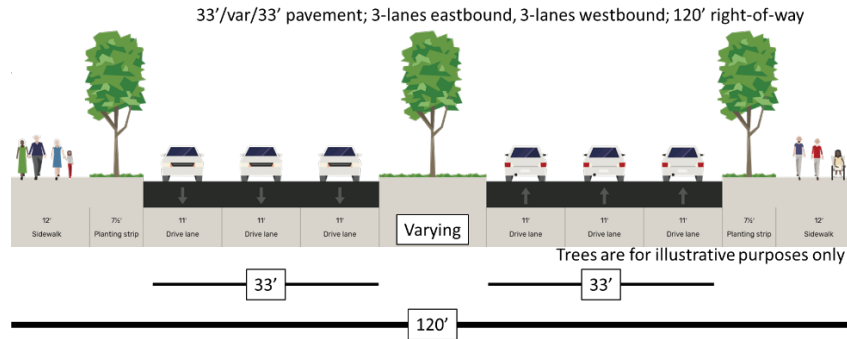 33’/var/33’ pavement; 3-lanes eastbound, 3-lanes westbound; 120’ right-of-way
12' 7½' 11' 11' 11' 11' 11' 11' 7½' 12'
Sidewalk Planting strip Drive lane Drive lane Drive lane Varying Drive lane Drive lane Drive lane Planting strip Sidewalk
Trees are for illustrative purposes only
33’ 33’
120’